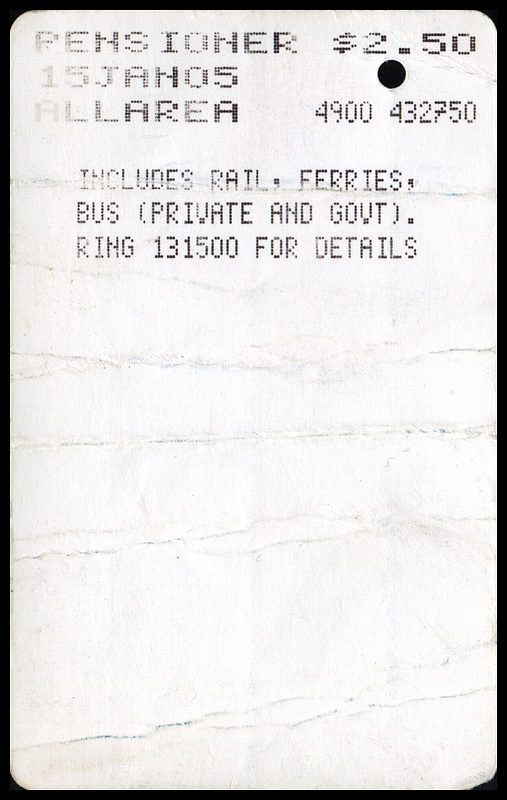 PENSIONER $2.50
15JAN05
ALLAREA 4900 432750
INCLUDES RAIL, FERRIES,
BUS (PRIVATE AND GOVT).
RING 131500 FOR DETAILS